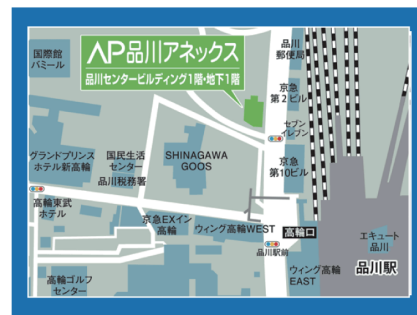 国際館
パミール
AP品川アネックス
品川センタービルディング1階・地下1階
品川
郵便局
京急
第2ビル
セブン
イレブン
グランドプリンス
ホテル新高輪
国民生活
センター
品川税務署
SHINAGAWA
GOOS
京急
第10ビル
高輪東武
ホテル
京急EXイン
高輪
ウィング高輪WEST
高輪口
品川駅前
エキュート
品川
品川駅
ウィング高輪
EAST
高輪ゴルフ
センター